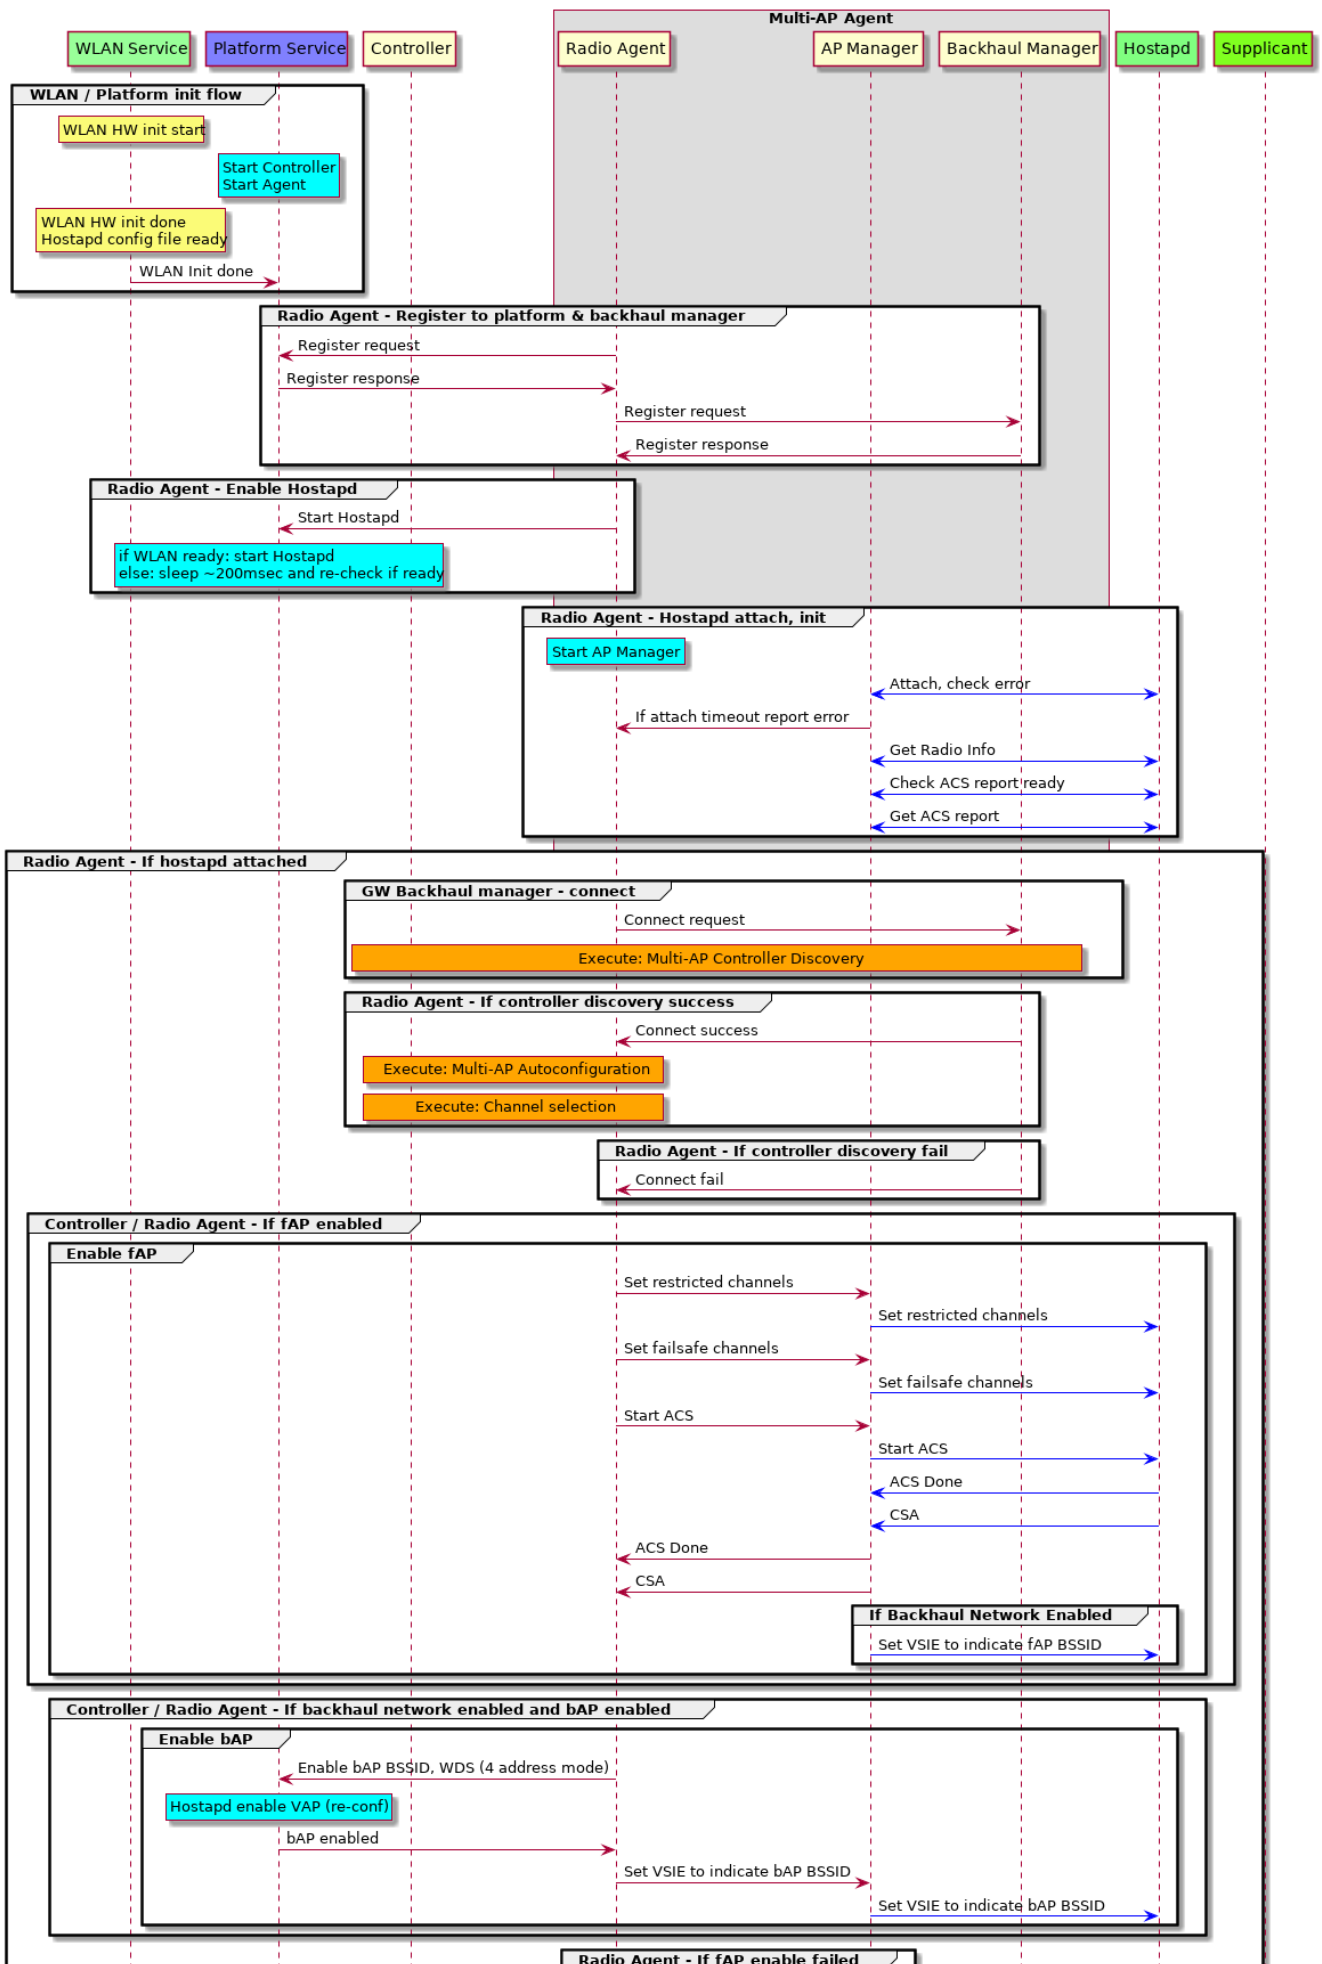 Multi-AP Agent
WLAN Service
Platform Service
Controller
Radio Agent
AP Manager
Backhaul Manager
Hostapd
Supplicant
WLAN / Platform init flow
WLAN HW init start
Start Controller
Start Agent
WLAN HW init done
Hostapd config file ready
WLAN Init done
Radio Agent - Register to platform & backhaul manager
Register request
Register response
Register request
Register response
Radio Agent - Enable Hostapd
Start Hostapd
if WLAN ready: start Hostapd
else: sleep ~200msec and re-check if ready
Radio Agent - Hostapd attach, init
Start AP Manager
Attach, check error
If attach timeout report error
Get Radio Info
Check ACS report ready
Get ACS report
Radio Agent - If hostapd attached
GW Backhaul manager - connect
Connect request
Execute: Multi-AP Controller Discovery
Radio Agent - If controller discovery success
Connect success
Execute: Multi-AP Autoconfiguration
Execute: Channel selection
Radio Agent - If controller discovery fail
Connect fail
Controller / Radio Agent - If fAP enabled
Enable fAP
Set restricted channels
Set restricted channels
Set failsafe channels
Set failsafe channels
Start ACS
Start ACS
ACS Done
CSA
ACS Done
CSA
If Backhaul Network Enabled
Set VSIE to indicate fAP BSSID
Controller / Radio Agent - If backhaul network enabled and bAP enabled
Enable bAP
Enable bAP BSSID, WDS (4 address mode)
Hostapd enable VAP (re-conf)
bAP enabled
Set VSIE to indicate bAP BSSID
Set VSIE to indicate bAP BSSID
Radio Agent - If fAP enable failed